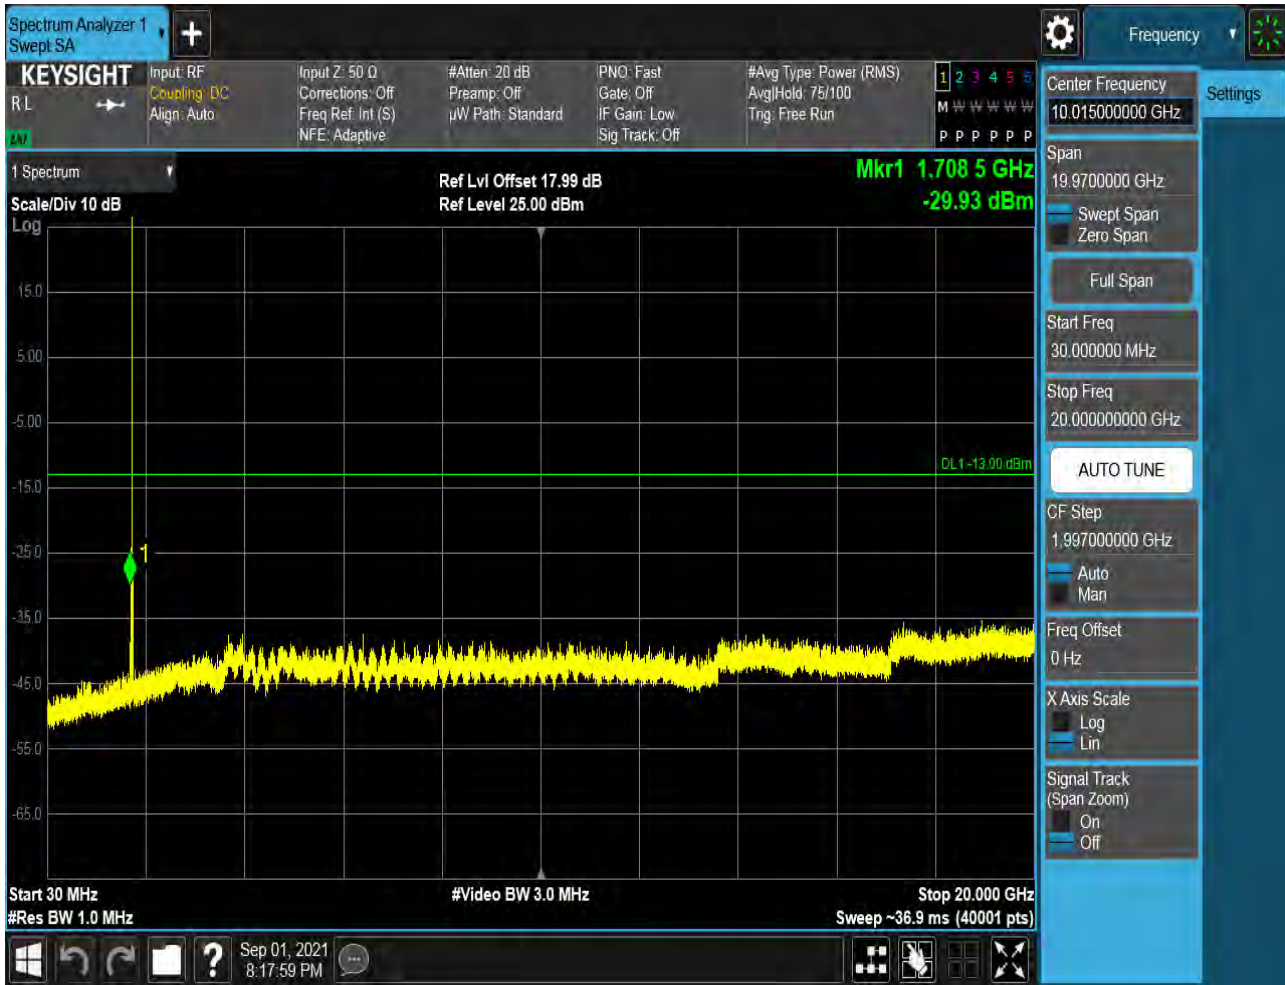 Spectrum Analyzer 1
Swept SA
+
Frequency
KEYSIGHT
RL
LXI
Input: RF
Coupling: DC
Align: Auto
Input Z: 50 Ω
Corrections: Off
Freq Ref: Int (S)
NFE: Adaptive
#Atten: 20 dB
Preamp: Off
µW Path: Standard
PNO: Fast
Gate: Off
IF Gain: Low
Sig Track: Off
#Avg Type: Power (RMS)
Avg|Hold: 75/100
Trig: Free Run
1 2 3 4 5 6
M W W W W W
P P P P P P
1 Spectrum
Scale/Div 10 dB
Log
Ref Lvl Offset 17.99 dB
Ref Level 25.00 dBm
Mkr1 1.708 5 GHz
-29.93 dBm
15.0
5.00
-5.00
-15.0
-25.0
-35.0
-45.0
-55.0
-65.0
DL1 -13.00 dBm
1
Start 30 MHz
#Res BW 1.0 MHz
#Video BW 3.0 MHz
Stop 20.000 GHz
Sweep ~36.9 ms (40001 pts)
?
Sep 01, 2021
8:17:59 PM
Center Frequency
10.015000000 GHz
Settings
Span
19.9700000 GHz
Swept Span
Zero Span
Full Span
Start Freq
30.000000 MHz
Stop Freq
20.000000000 GHz
AUTO TUNE
CF Step
1.997000000 GHz
Auto
Man
Freq Offset
0 Hz
X Axis Scale
Log
Lin
Signal Track
(Span Zoom)
On
Off